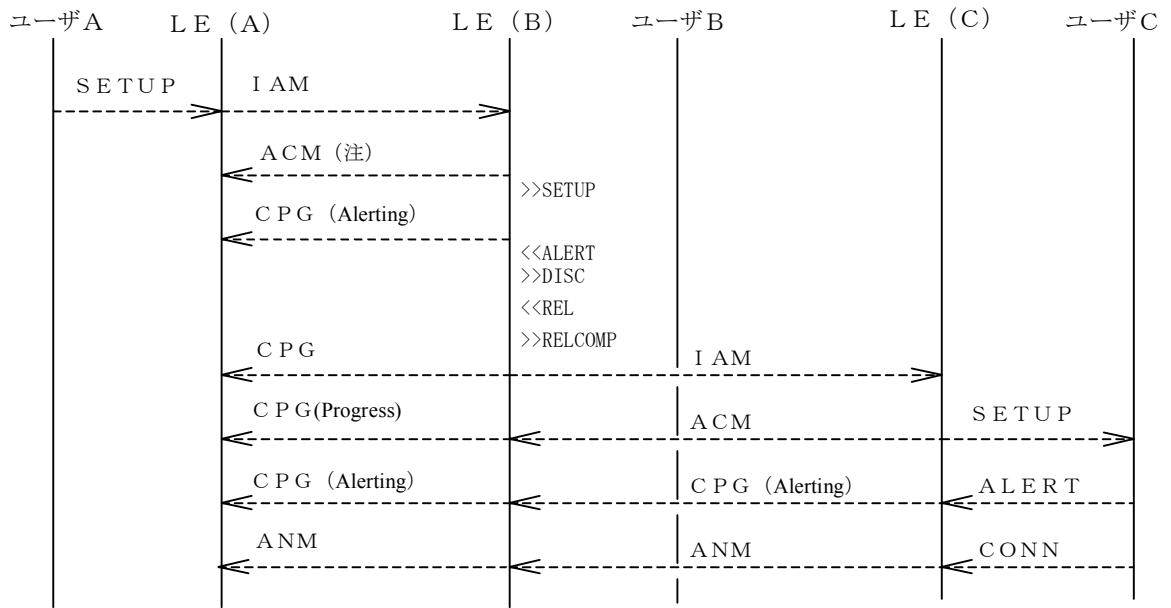 ユーザA　ＬＥ（Ａ）　ＬＥ（Ｂ）　ユーザＢ　ＬＥ（Ｃ）　ユーザＣ
ＳＥＴＵＰ　ＩＡＭ
ＡＣＭ（注）
>>SETUP
ＣＰＧ（Alerting）
<<ALERT
>>DISC
<<REL
>>RELCOMP
ＣＰＧ　ＩＡＭ
ＣＰＧ(Progress)　ＡＣＭ　ＳＥＴＵＰ
ＣＰＧ（Alerting）　ＣＰＧ（Alerting）　ＡＬＥＲＴ
ＡＮＭ　ＡＮＭ　ＣＯＮＮ